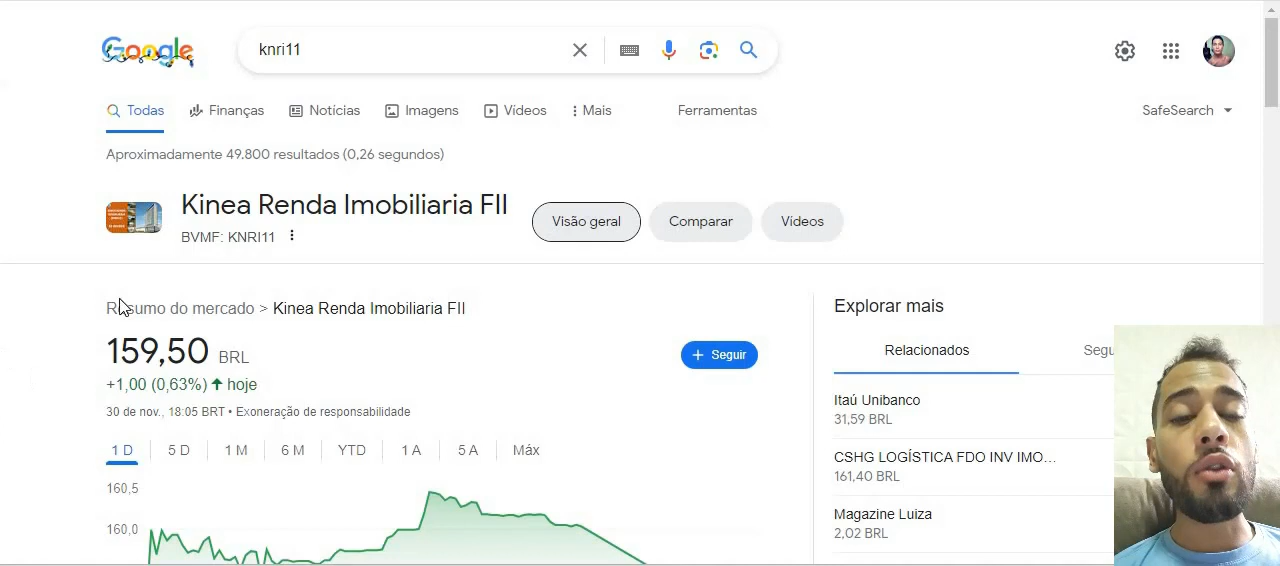 Google
knri11
Todas
Finanças
Notícias
Imagens
Vídeos
Mais
Ferramentas
SafeSearch
Aproximadamente 49.800 resultados (0,26 segundos)
Kinea Renda Imobiliaria FII
BVMF: KNRI11
Visão geral
Comparar
Vídeos
Resumo do mercado > Kinea Renda Imobiliaria FII
159,50 BRL
+ Seguir
+1,00 (0,63%) ↑ hoje
30 de nov., 18:05 BRT • Exoneração de responsabilidade
1 D
5 D
1 M
6 M
YTD
1 A
5 A
Máx
160,5
160,0
Explorar mais
Relacionados
Segu
Itaú Unibanco
31,59 BRL
CSHG LOGÍSTICA FDO INV IMO...
161,40 BRL
Magazine Luiza
2,02 BRL